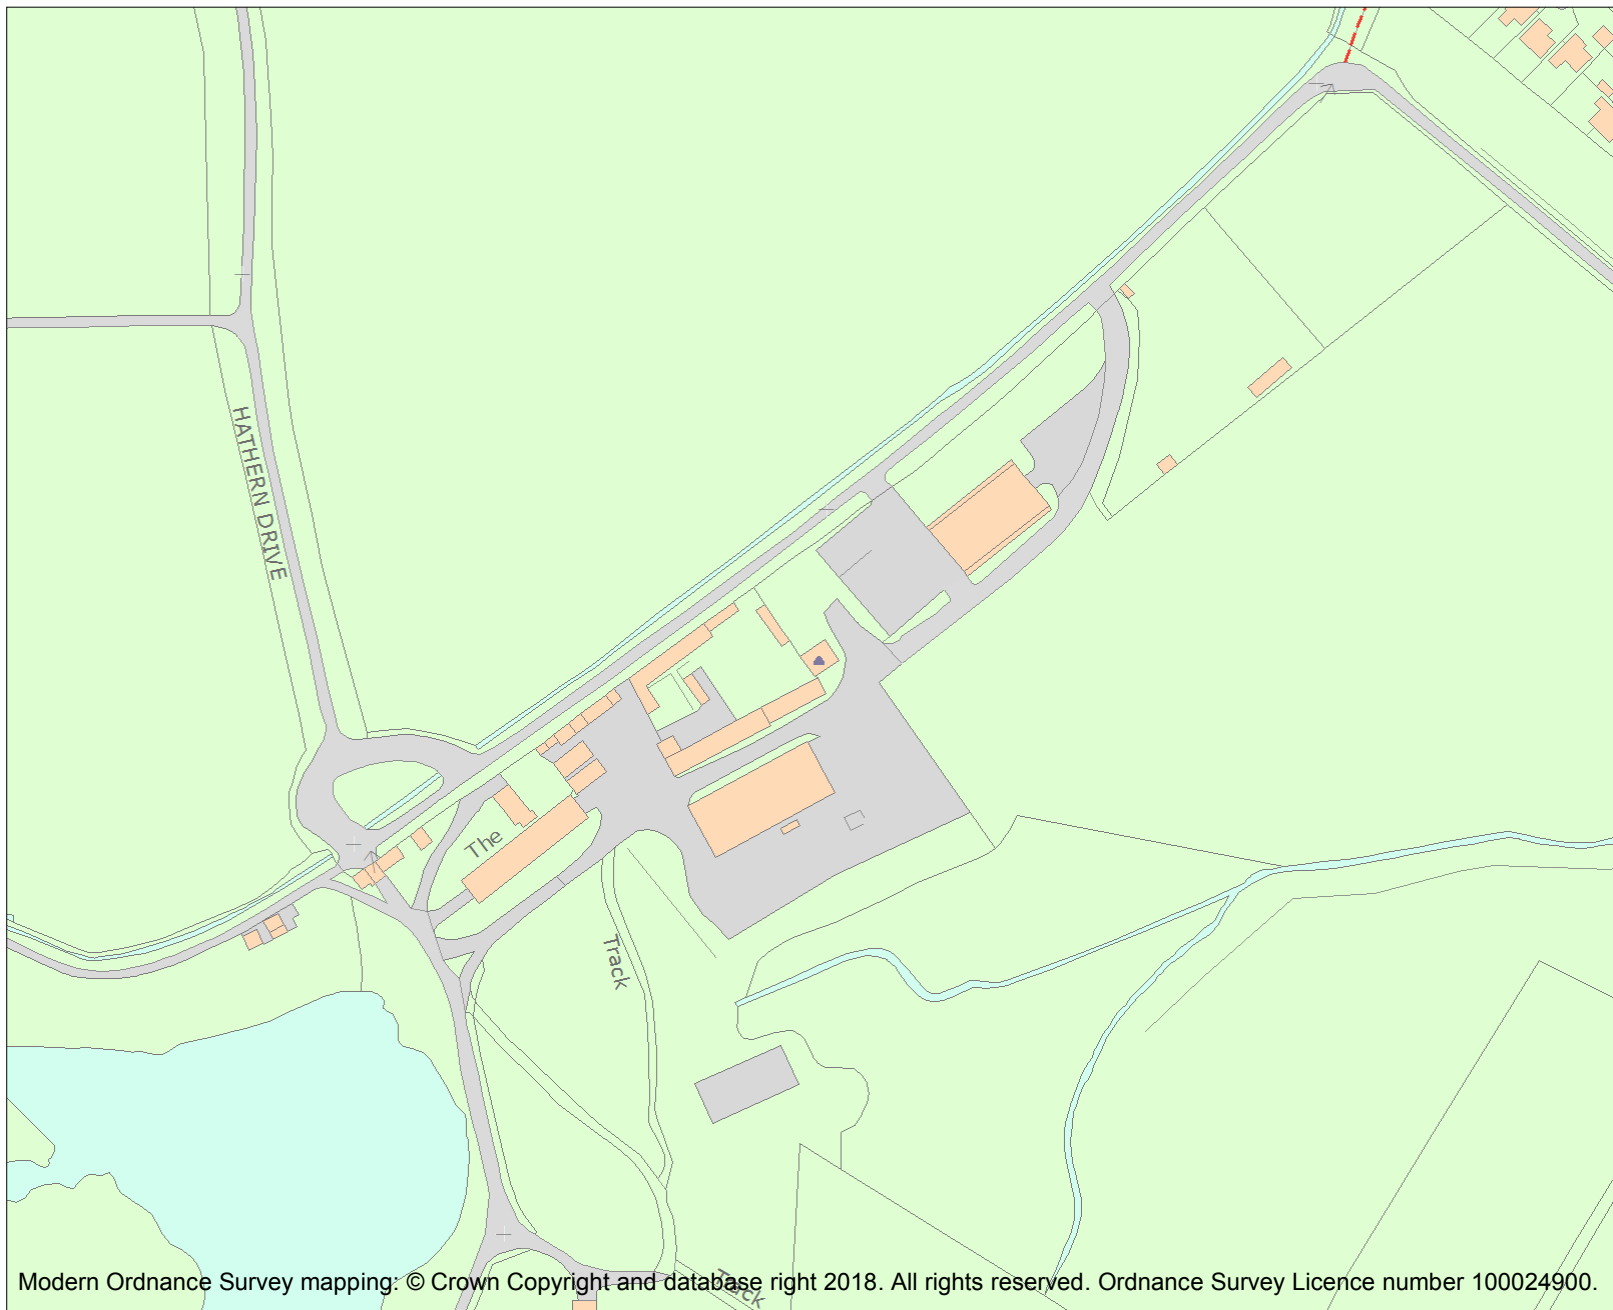 HATHERN DRIVE
The
Track
Track
Modern Ordnance Survey mapping: © Crown Copyright and database right 2018. All rights reserved. Ordnance Survey Licence number 100024900.